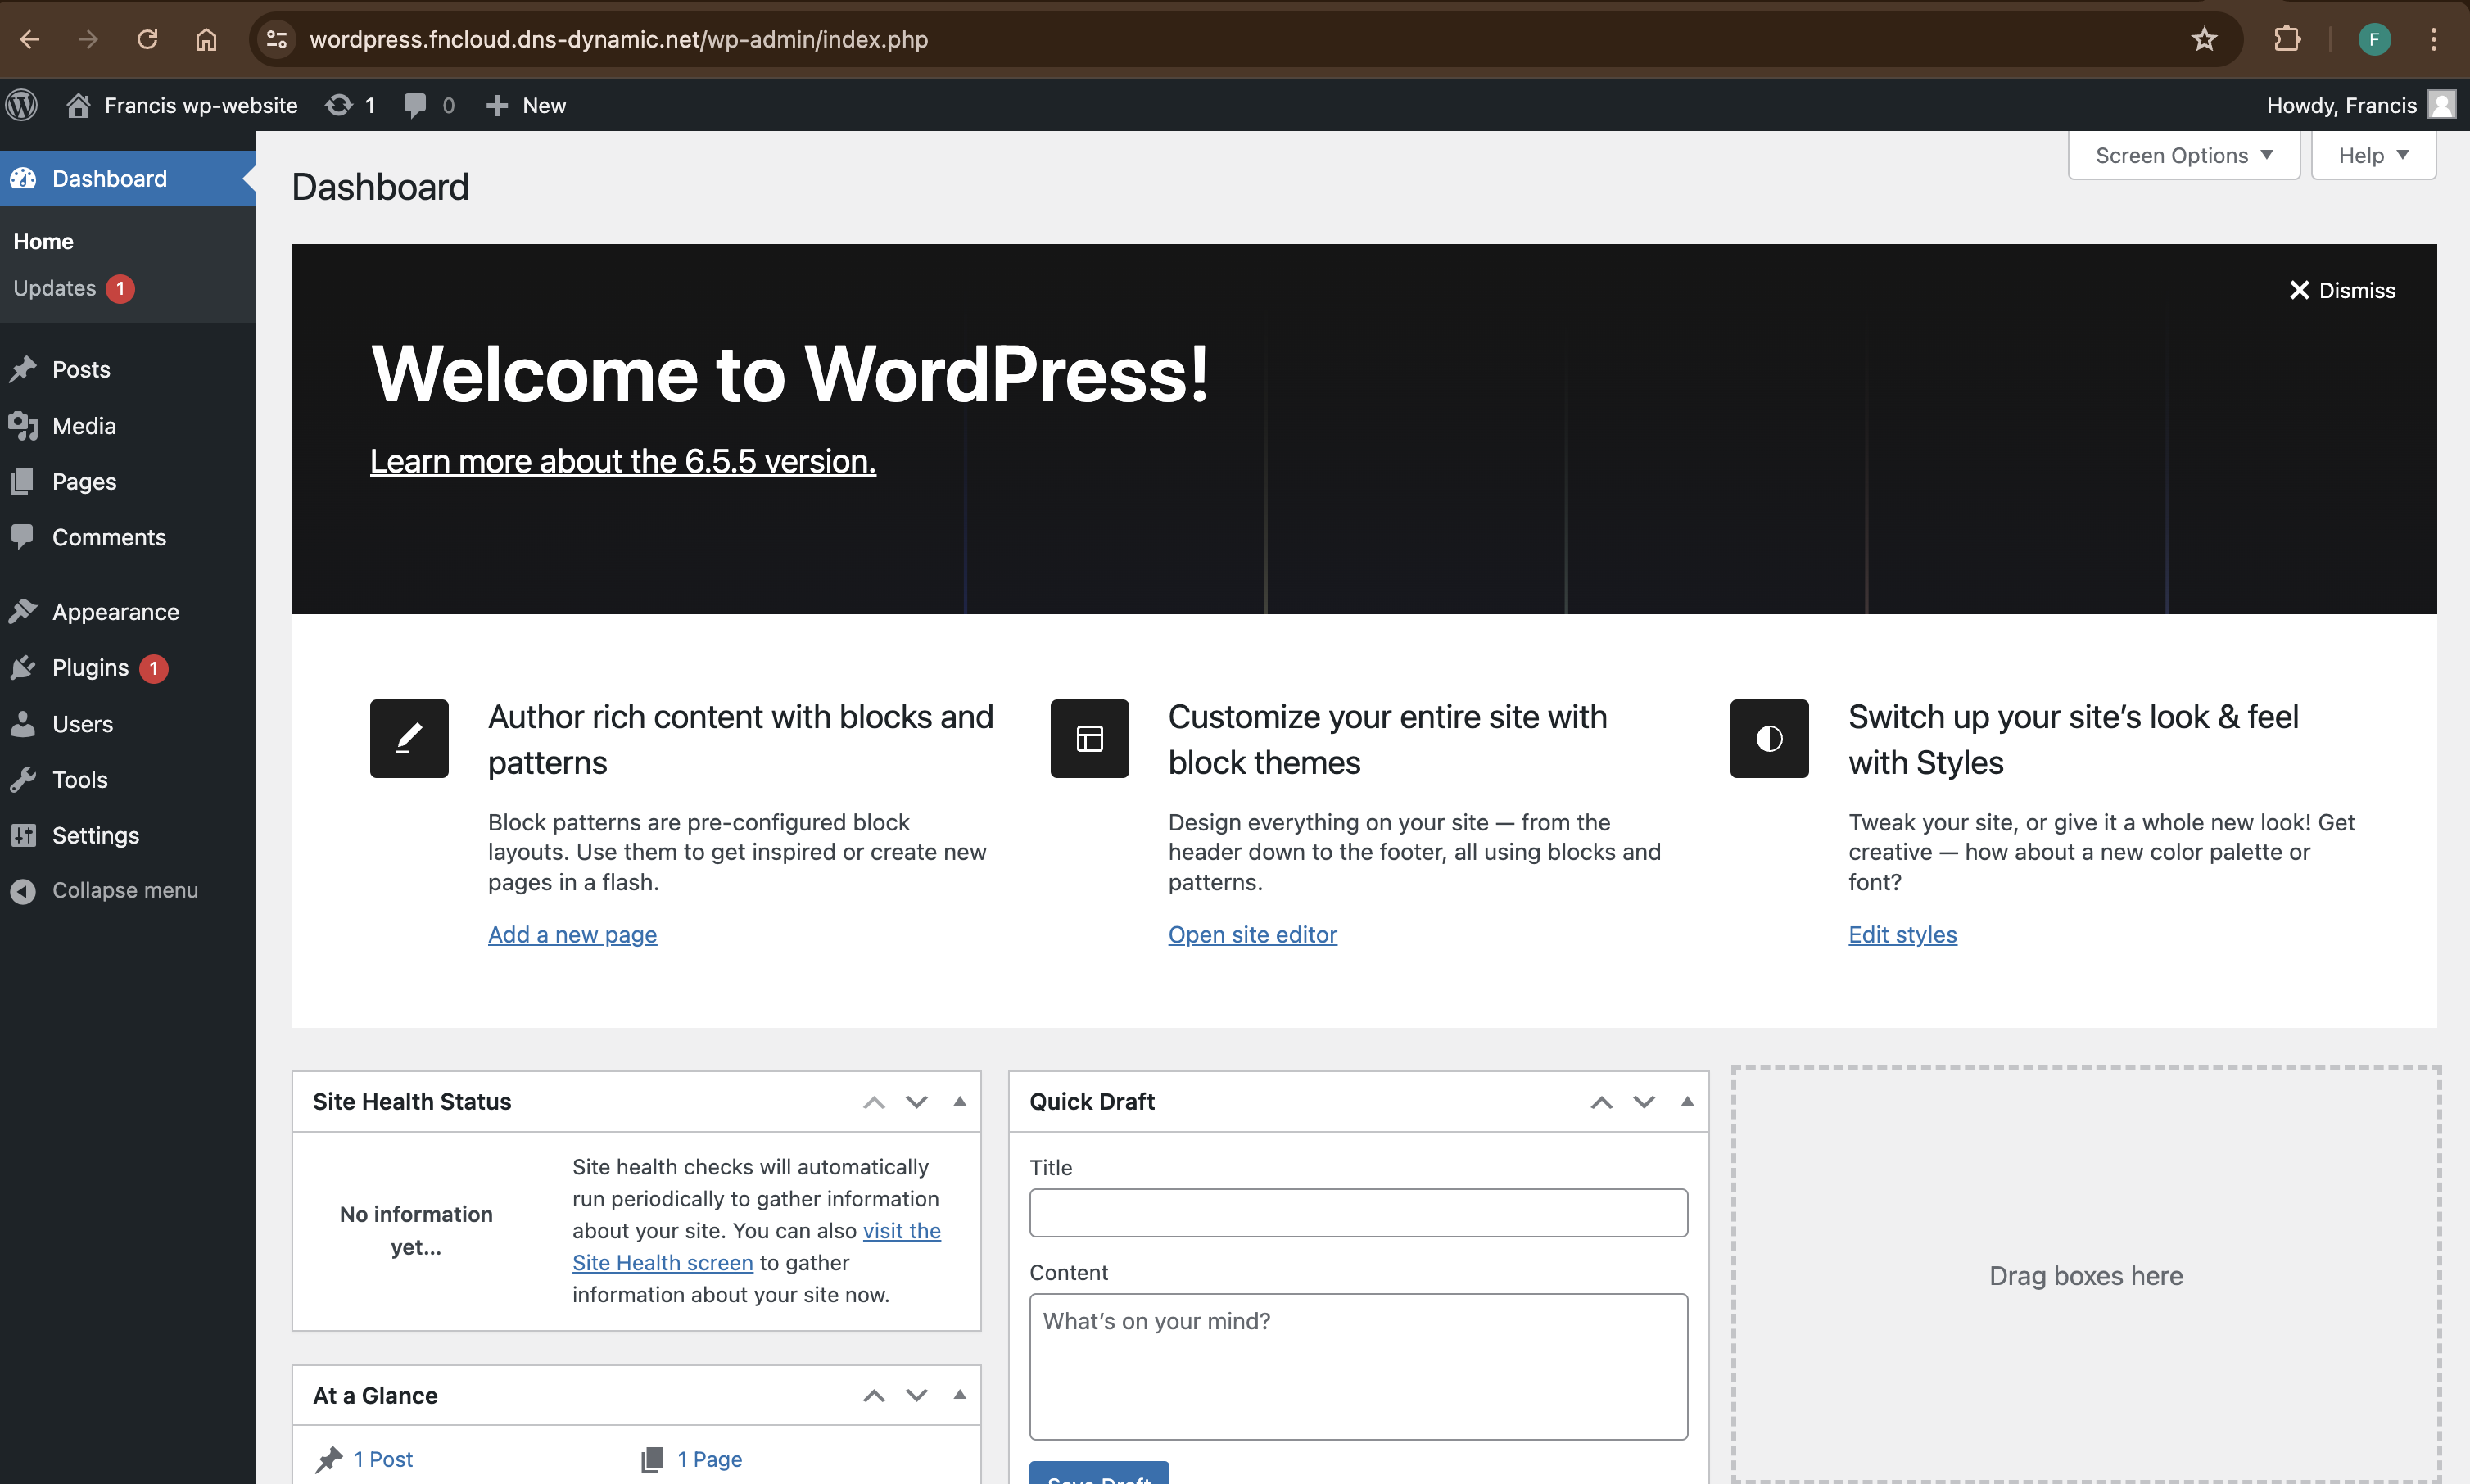 wordpress.fncloud.dns-dynamic.net/wp-admin/index.php
F
Francis wp-website
1
0
New
Howdy, Francis
Dashboard
Home
Updates 1
Posts
Media
Pages
Comments
Appearance
Plugins 1
Users
Tools
Settings
Collapse menu
Screen Options
Help
Dashboard
Dismiss
Welcome to WordPress!
Learn more about the 6.5.5 version.
Author rich content with blocks and
patterns
Block patterns are pre-configured block
layouts. Use them to get inspired or create new
pages in a flash.
Add a new page
Customize your entire site with
block themes
Design everything on your site — from the
header down to the footer, all using blocks and
patterns.
Open site editor
Switch up your site’s look & feel
with Styles
Tweak your site, or give it a whole new look! Get
creative — how about a new color palette or
font?
Edit styles
Site Health Status
No information
yet...
Site health checks will automatically
run periodically to gather information
about your site. You can also visit the
Site Health screen to gather
information about your site now.
At a Glance
1 Post
1 Page
Quick Draft
Title
Content
What’s on your mind?
Save Draft
Drag boxes here